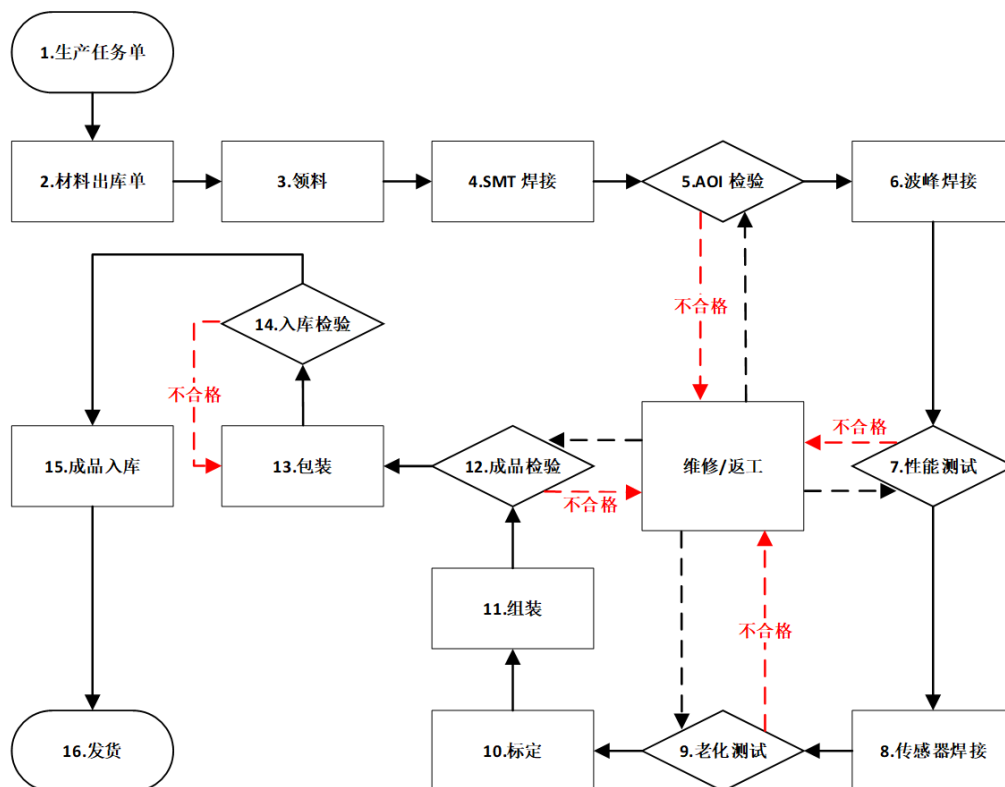 1.生产任务单
2.材料出库单
3.领料
4.SMT 焊接
5.AOI 检验
6.波峰焊接
不合格
14.入库检验
不合格
15.成品入库
13.包装
12.成品检验
不合格
维修/返工
不合格
7.性能测试
11.组装
不合格
16.发货
10.标定
9.老化测试
8.传感器焊接